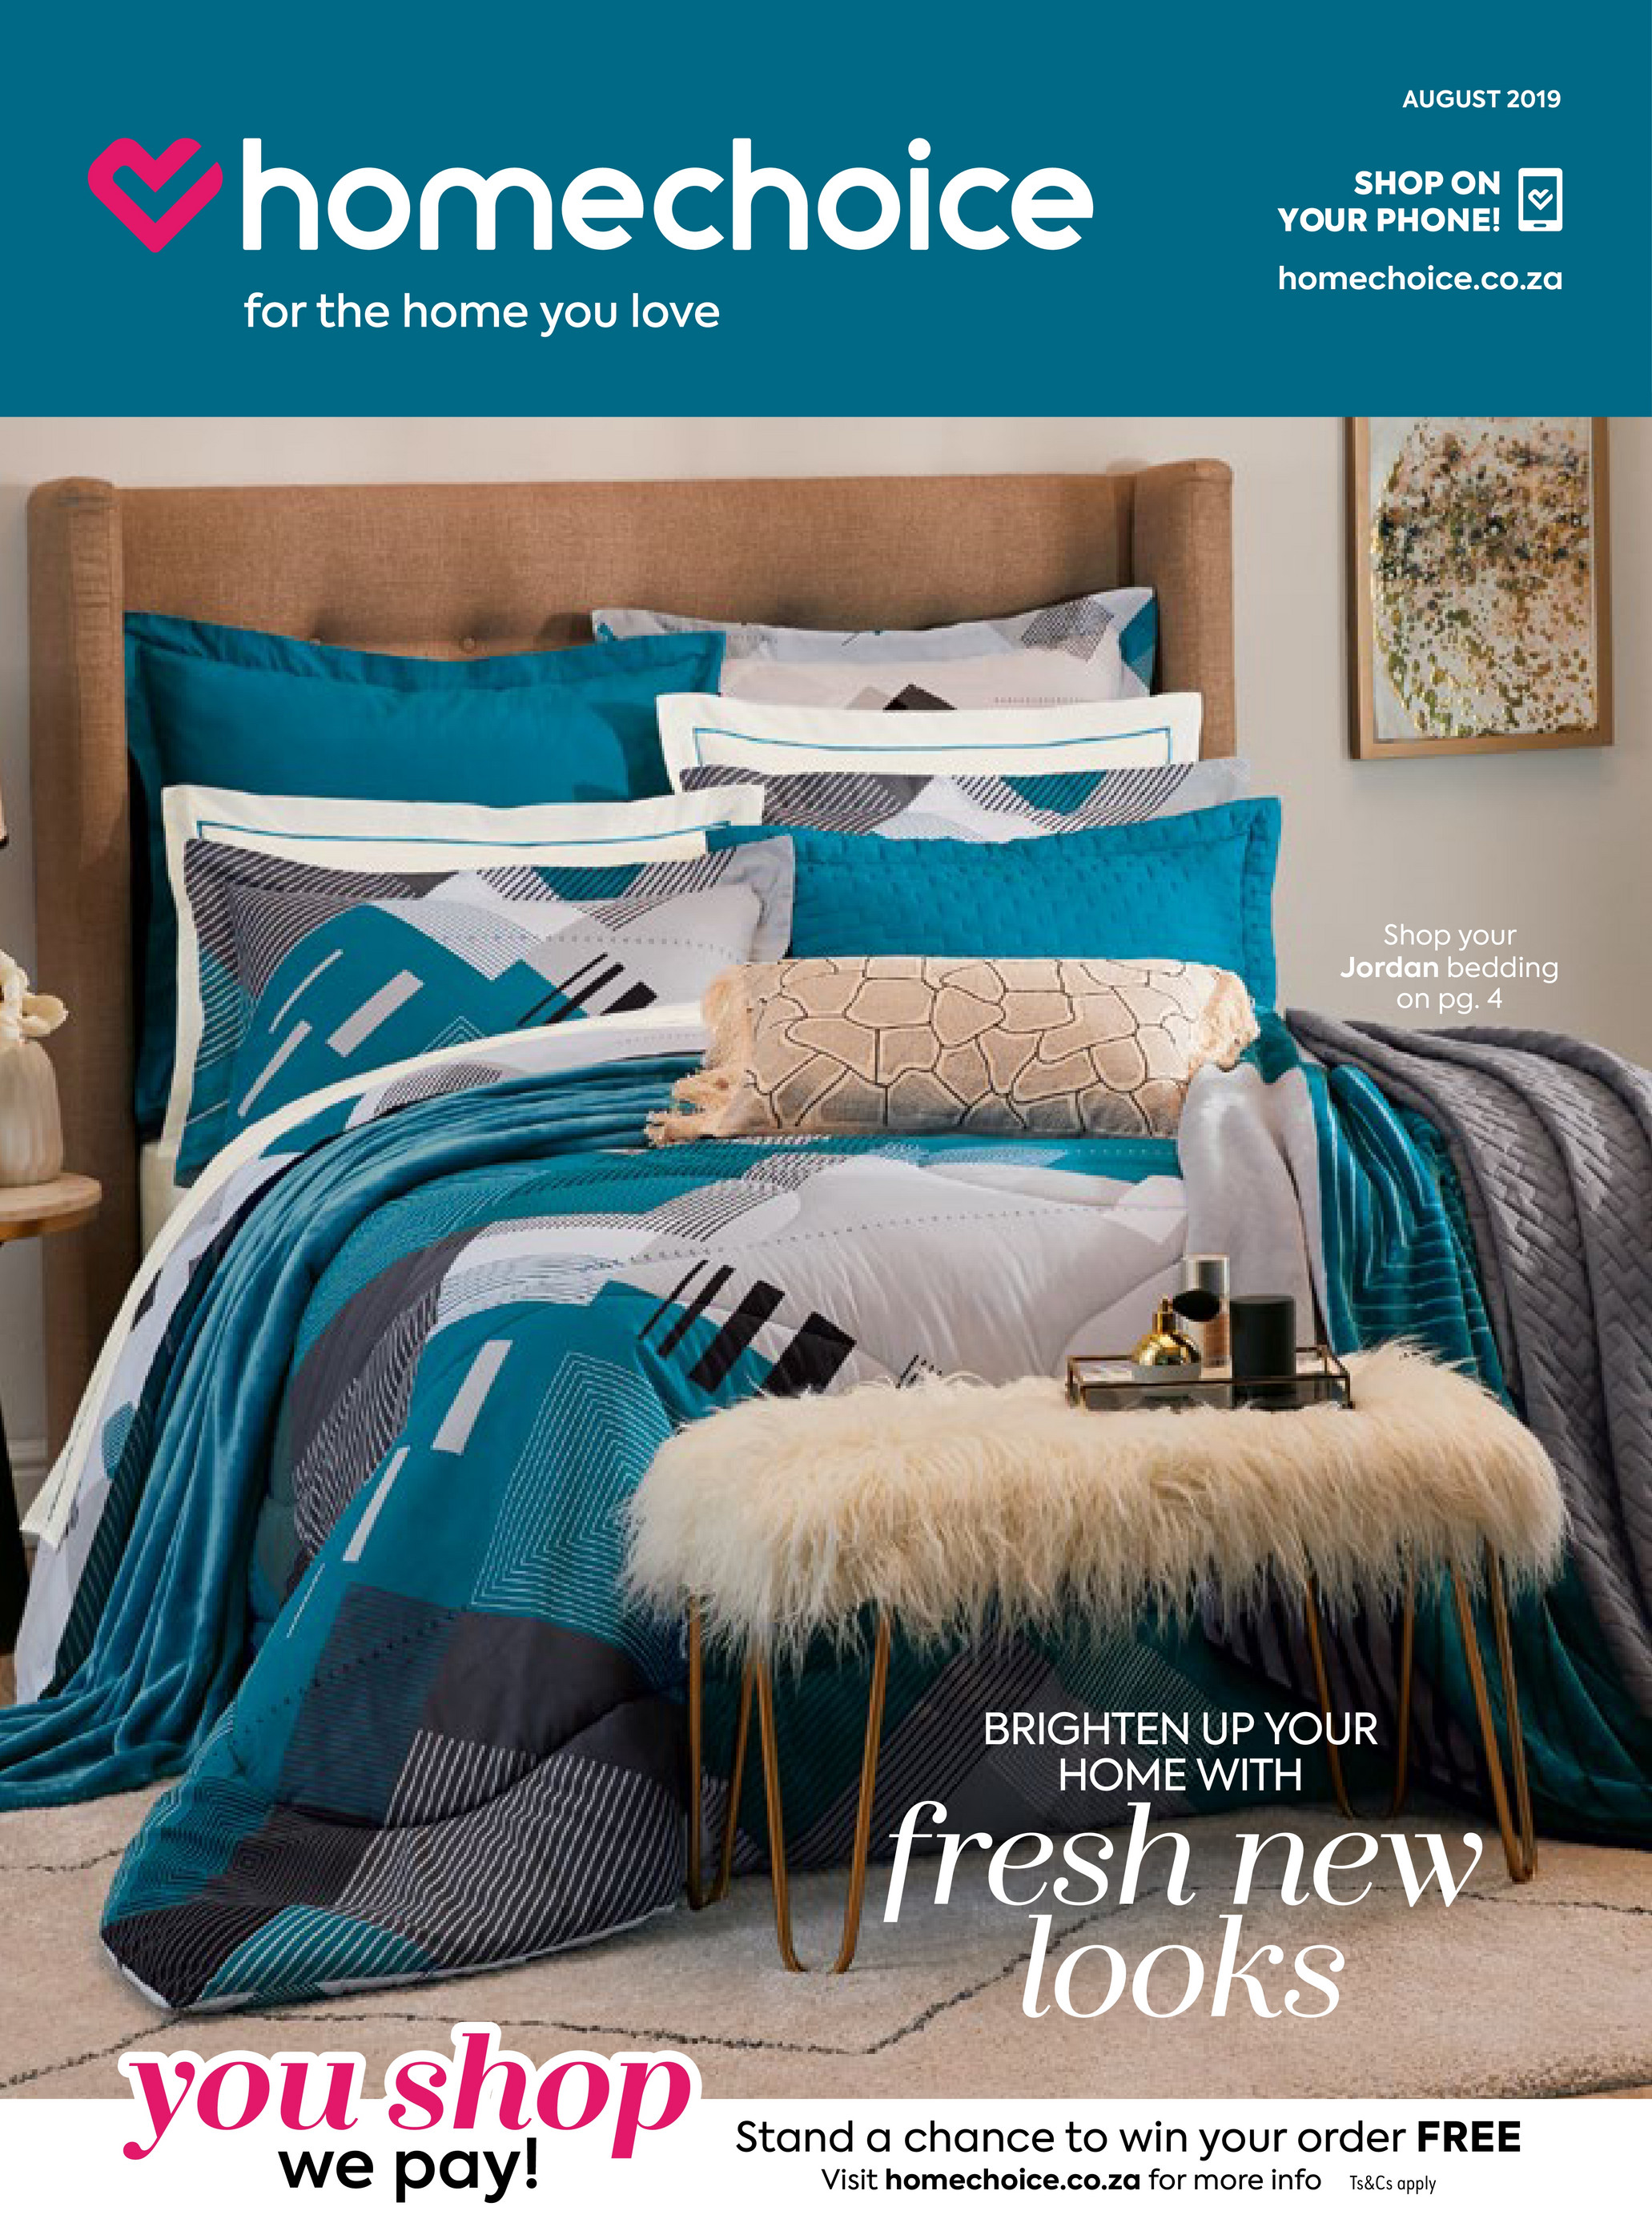 AUGUST 2019
homechoice
for the home you love
SHOP ON
YOUR PHONE!
homechoice.co.za
Shop your
Jordan bedding
on pg. 4
BRIGHTEN UP YOUR
HOME WITH
fresh new
looks
you shop
we pay!
Stand a chance to win your order FREE
Visit homechoice.co.za for more info Ts&Cs apply